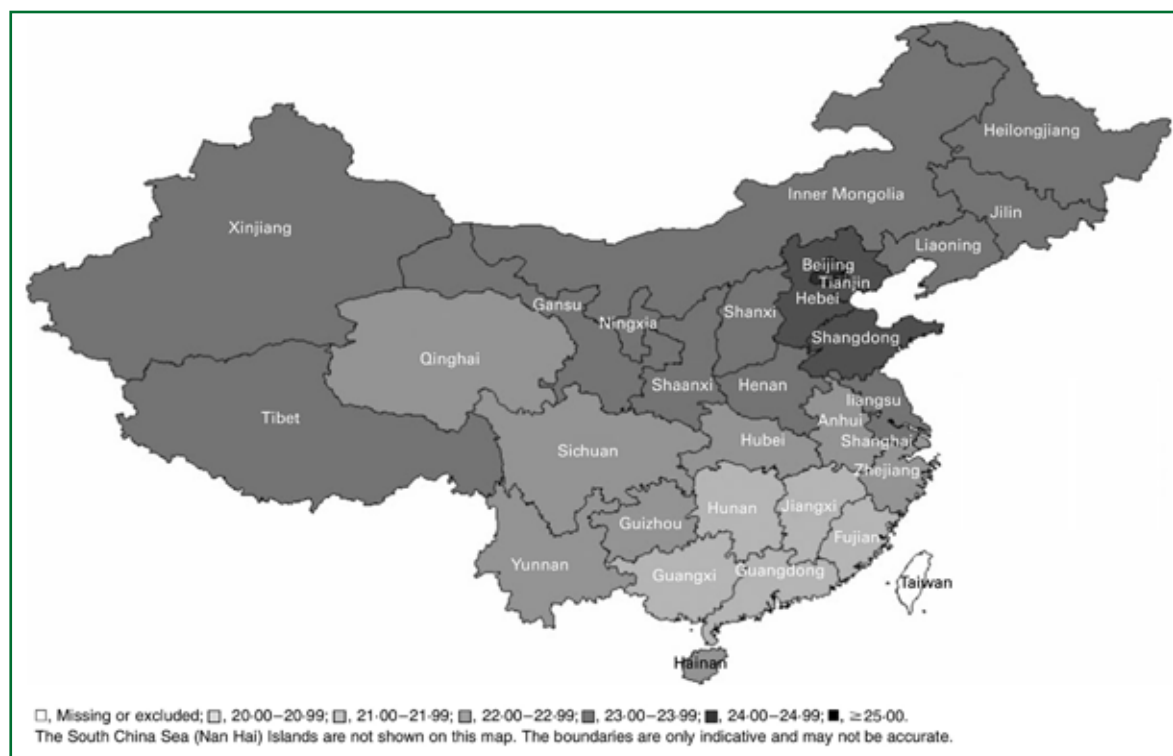 Heilongjiang
Inner Mongolia
Jilin
Xinjiang
Liaoning
Beijing
Tianjin
Gansu
Hebei
Shanxi
Ningxia
Shangdong
Qinghai
Shaanxi
Henan
Jiangsu
Tibet
Anhui
Hubei
Shanghai
Sichuan
Zhejiang
Hunan
Jiangxi
Guizhou
Fujian
Yunnan
Guangxi
Guangdong
Taiwan
Hainan
□, Missing or excluded; □, 20·00–20·99; □, 21·00–21·99; ■, 22·00–22·99; ■, 23·00–23·99; ■, 24·00–24·99; ■, ≥25·00.
The South China Sea (Nan Hai) Islands are not shown on this map. The boundaries are only indicative and may not be accurate.